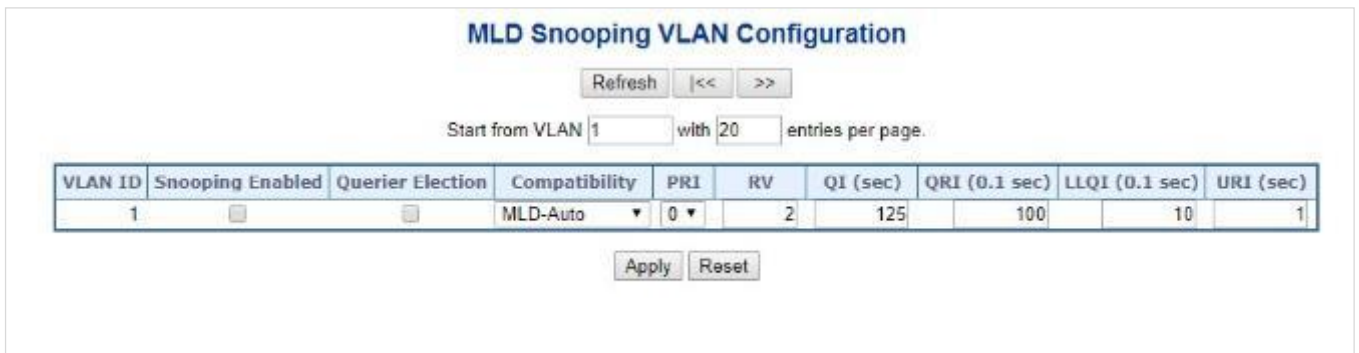 MLD Snooping VLAN Configuration
Refresh |<< >>
Start from VLAN 1 with 20 entries per page.
VLAN ID Snooping Enabled Querier Election Compatibility PRI RV QI (sec) QRI (0.1 sec) LLQI (0.1 sec) URI (sec)
1 MLD-Auto 0 2 125 100 10 1
Apply Reset